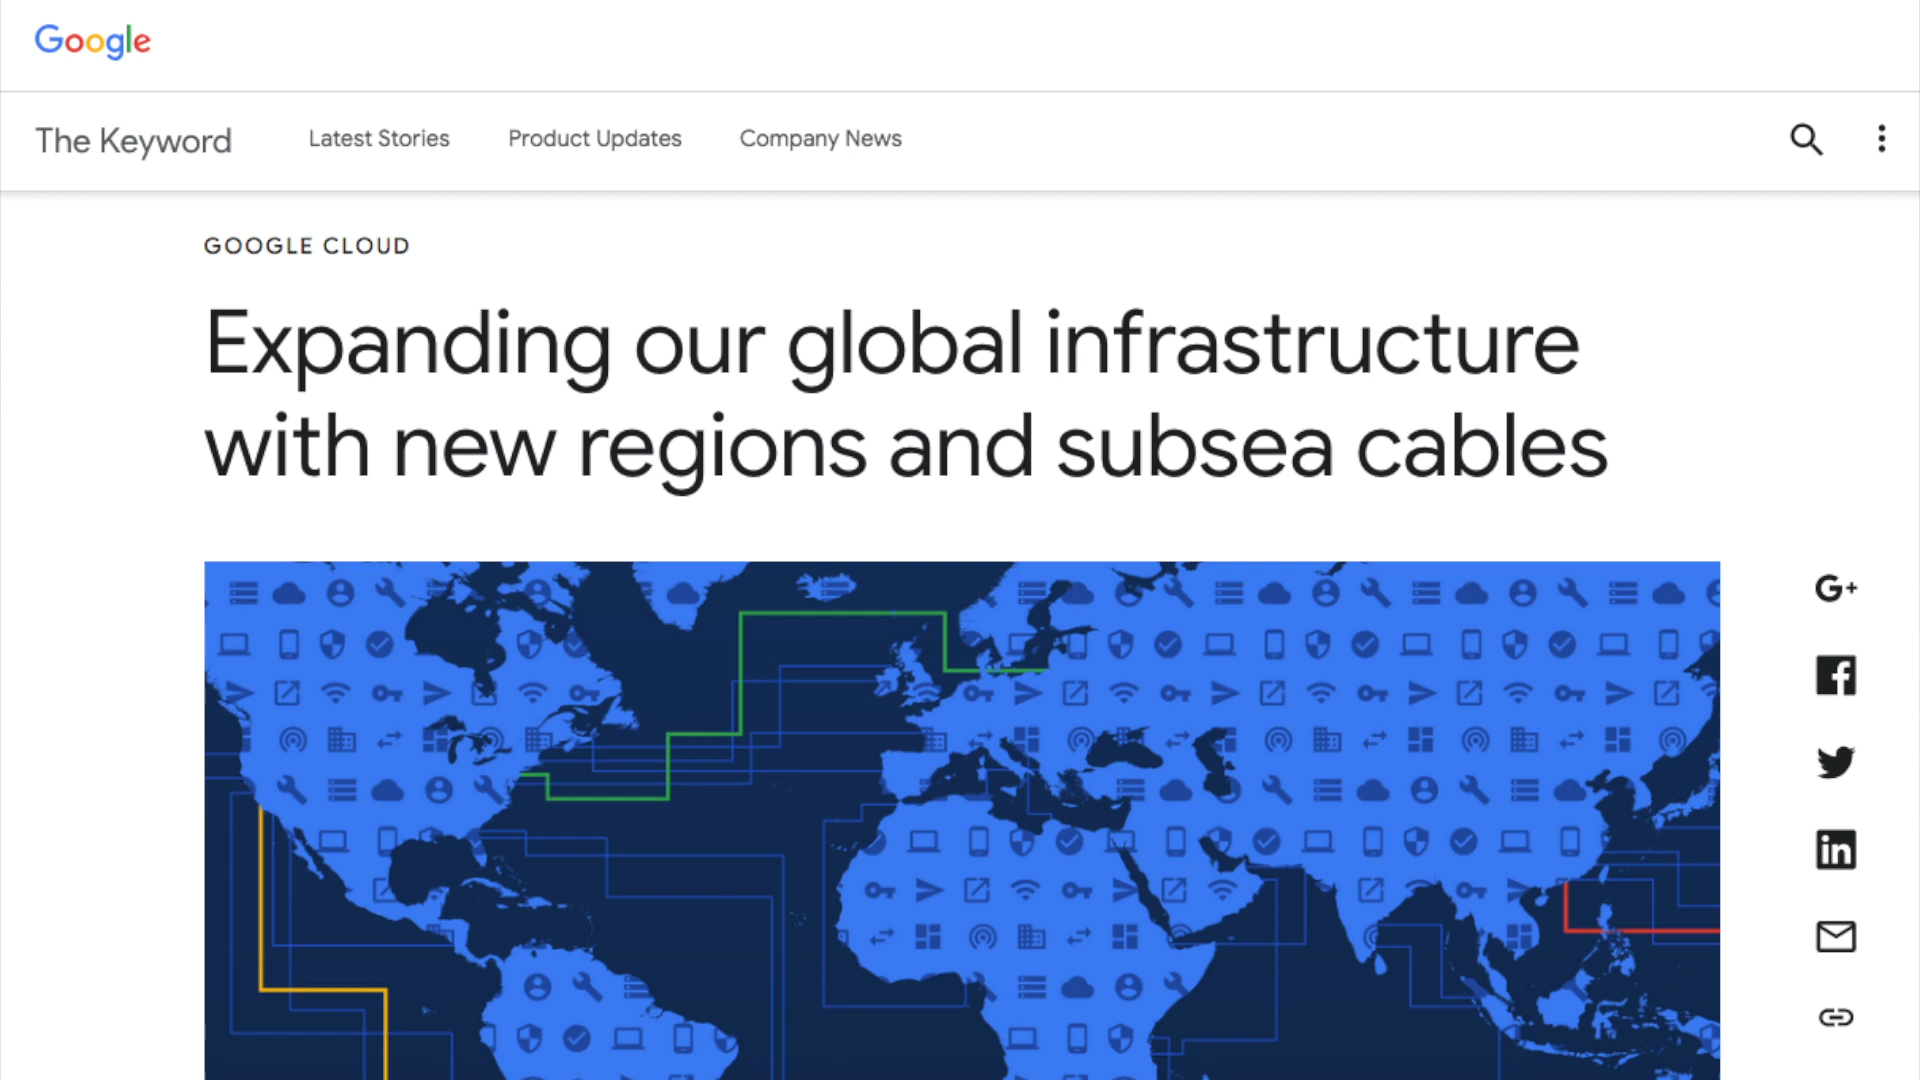 Google
The Keyword
Latest Stories
Product Updates
Company News
GOOGLE CLOUD
Expanding our global infrastructure
with new regions and subsea cables
G+
f
in